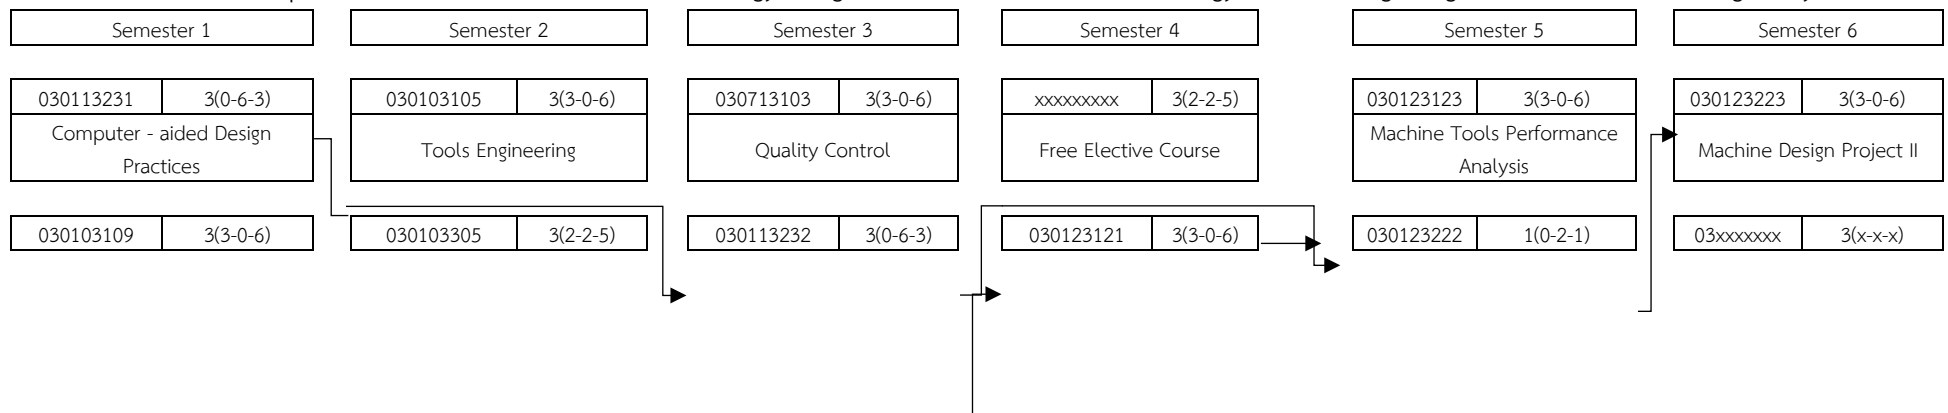 Semester 1
Semester 2
Semester 3
Semester 4
Semester 5
Semester 6
030113231 3(0-6-3)
Computer - aided Design
Practices
030103105 3(3-0-6)
Tools Engineering
030713103 3(3-0-6)
Quality Control
xxxxxxxxx 3(2-2-5)
Free Elective Course
030123123 3(3-0-6)
Machine Tools Performance
Analysis
030123223 3(3-0-6)
Machine Design Project II
030103109 3(3-0-6)
030103305 3(2-2-5)
030113232 3(0-6-3)
030123121 3(3-0-6)
030123222 1(0-2-1)
03xxxxxxx 3(x-x-x)